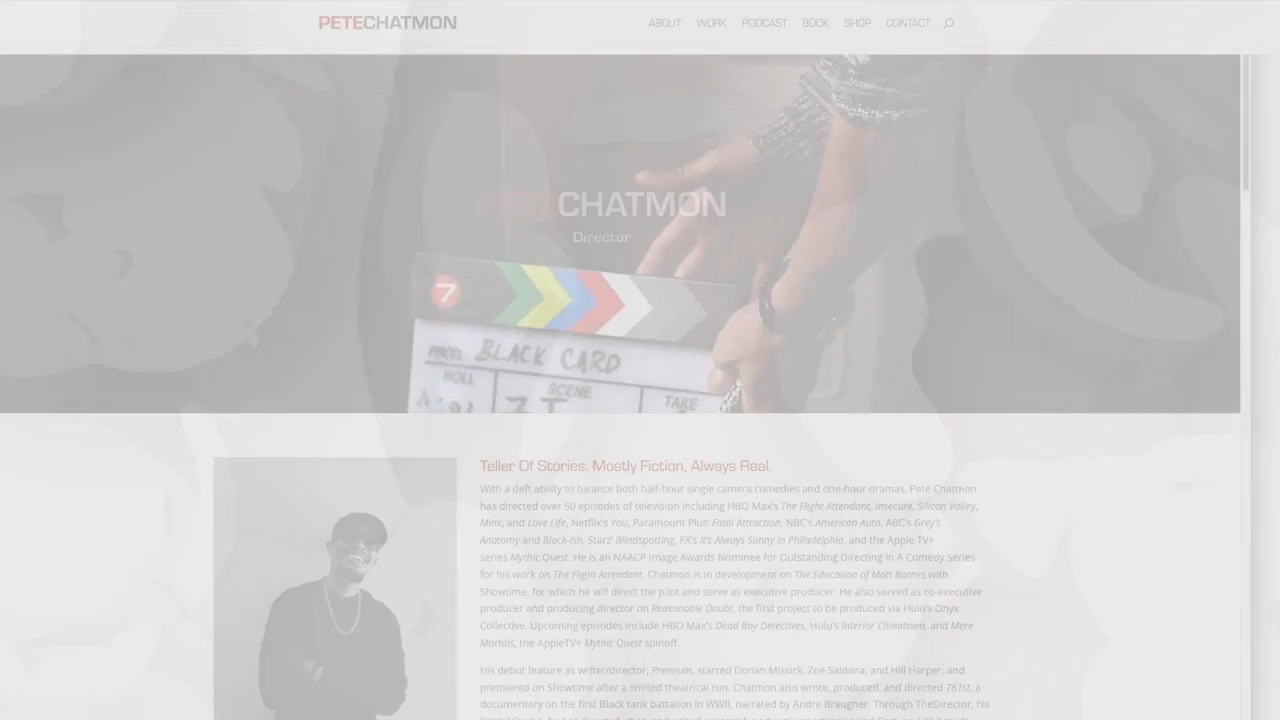 PETECHATMON
ABOUT WORK PODCAST BOOK SHOP CONTACT
PETECHATMON
Director
7
PROD. BLACK CARD
ROLL SCENE TAKE
Teller Of Stories. Mostly Fiction, Always Real.
With a deft ability to balance both half-hour single camera comedies and one-hour dramas, Pete Chatmon
has directed over 50 episodes of television including HBO Max's The Flight Attendant, Insecure, Silicon Valley,
Minx, and Love Life, Netflix's You, Paramount Plus' Fatal Attraction, NBC's American Auto, ABC's Grey's
Anatomy and Black-ish, Starz' Blindspotting, FX's It's Always Sunny in Philadelphia, and the Apple TV+
series Mythic Quest. He is an NAACP Image Awards Nominee for Outstanding Directing In A Comedy Series
for his work on The Flight Attendant. Chatmon is in development on The Education of Matt Barnes with
Showtime, for which he will direct the pilot and serve as executive producer. He also served as co-executive
producer and producing director on Reasonable Doubt, the first project to be produced via Hulu's Onyx
Collective. Upcoming episodes include HBO Max's Dead Boy Detectives, Hulu's Interior Chinatown, and Mere
Mortals, the AppleTV+ Mythic Quest spinoff.
His debut feature as writer/director, Premium, starred Dorian Missick, Zoe Saldana, and Hill Harper, and
premiered on Showtime after a limited theatrical run. Chatmon also wrote, produced, and directed 761st, a
documentary on the first Black tank battalion in WWII, narrated by Andre Braugher. Through TheDirector, his